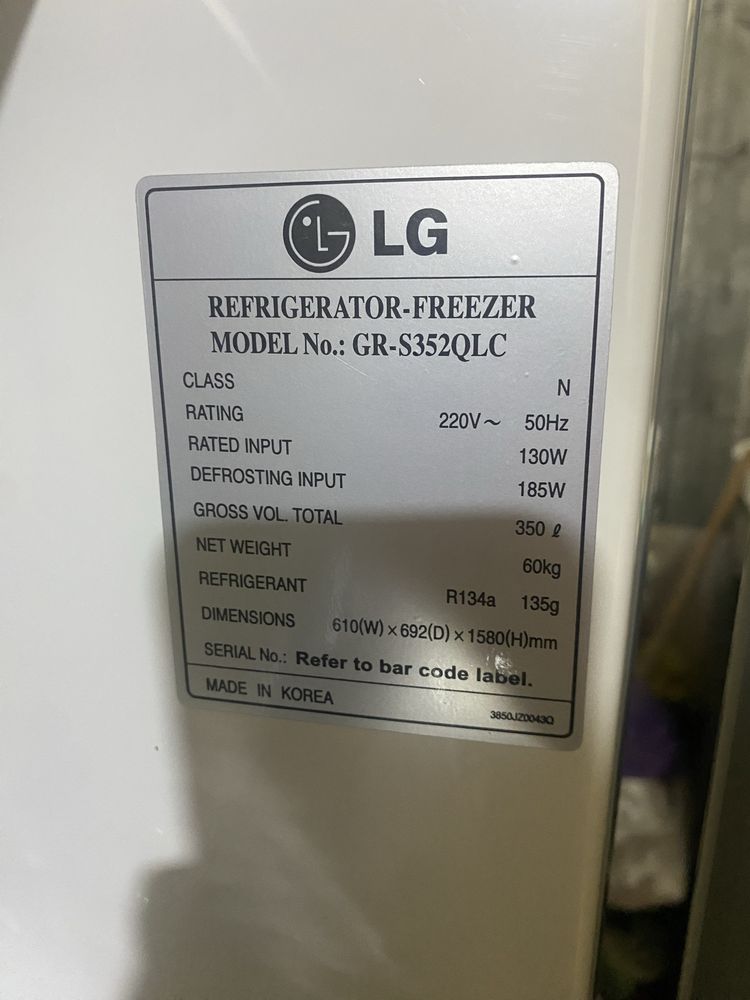 LG
REFRIGERATOR-FREEZER
MODEL No.: GR-S352QLC
CLASS N
RATING 220V~ 50Hz
RATED INPUT 130W
DEFROSTING INPUT 185W
GROSS VOL. TOTAL 350 ℓ
NET WEIGHT 60kg
REFRIGERANT R134a 135g
DIMENSIONS 610(W)×692(D)×1580(H)mm
SERIAL No.: Refer to bar code label.
MADE IN KOREA 3850JZ0043Q